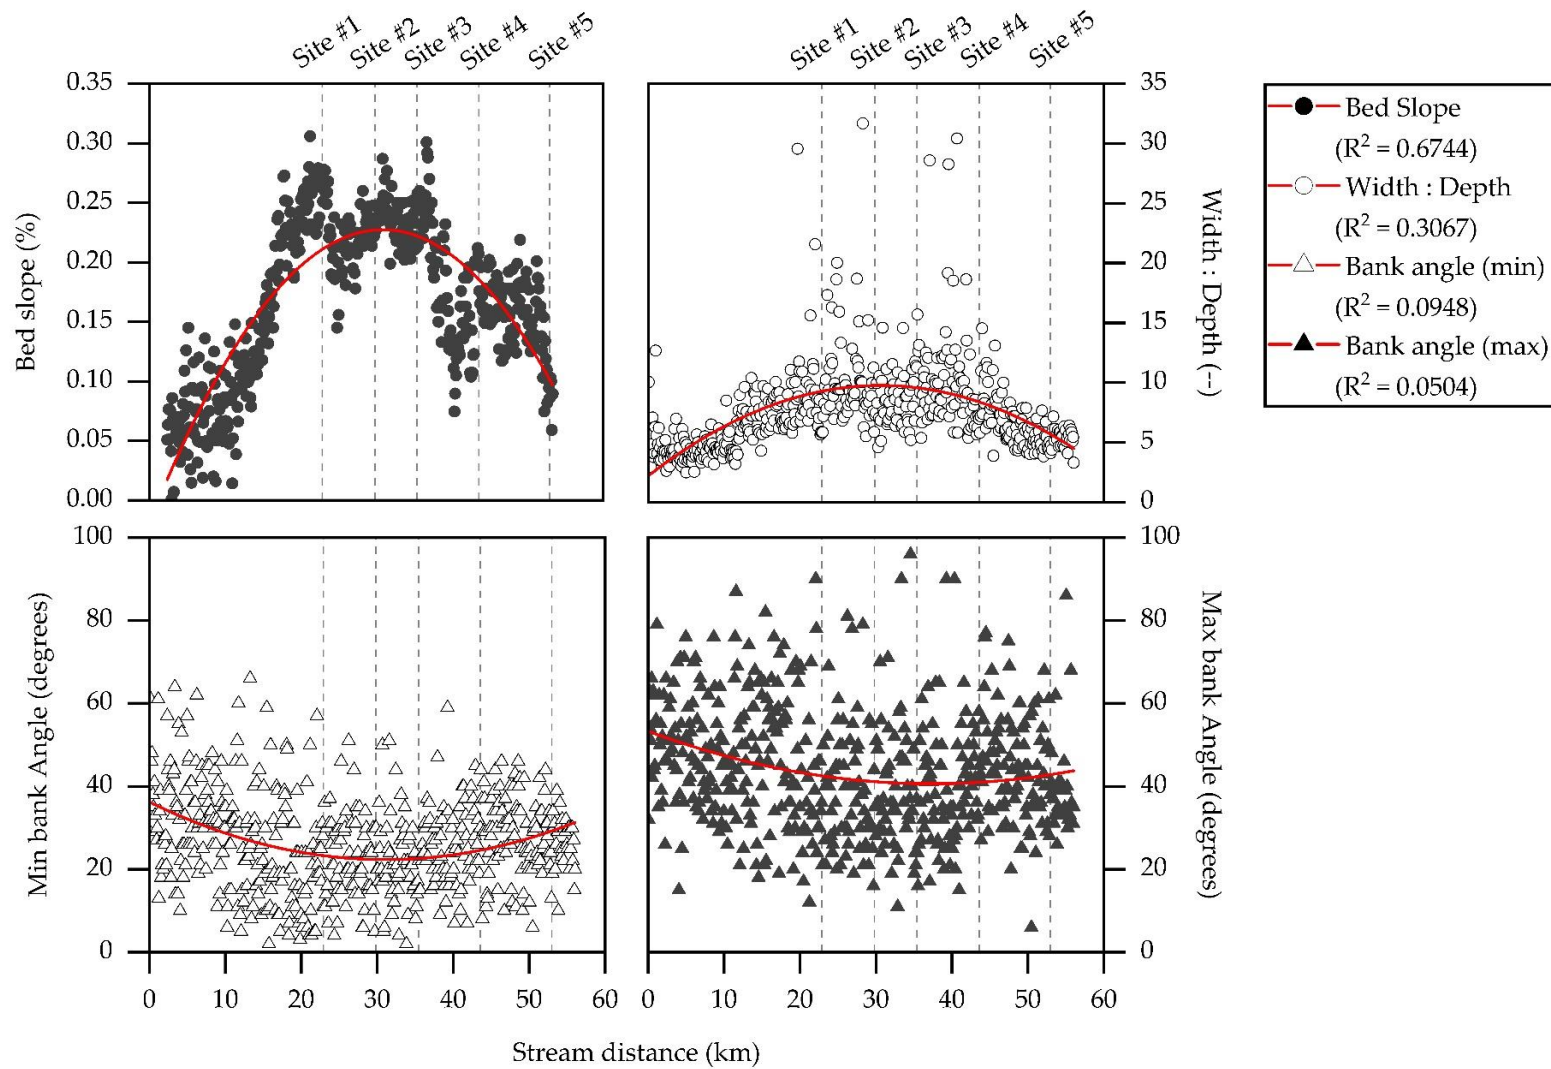 Site #1 Site #2 Site #3 Site #4 Site #5
Site #1 Site #2 Site #3 Site #4 Site #5
0.35
0.30
0.25
0.20
0.15
0.10
0.05
0.00
Bed slope (%)
35
30
25
20
15
10
5
0
Width : Depth (--)
Bed Slope
(R² = 0.6744)
Width : Depth
(R² = 0.3067)
Bank angle (min)
(R² = 0.0948)
Bank angle (max)
(R² = 0.0504)
100
80
60
40
20
0
Min bank Angle (degrees)
100
80
60
40
20
0
Max bank Angle (degrees)
0 10 20 30 40 50 60
0 10 20 30 40 50 60
Stream distance (km)